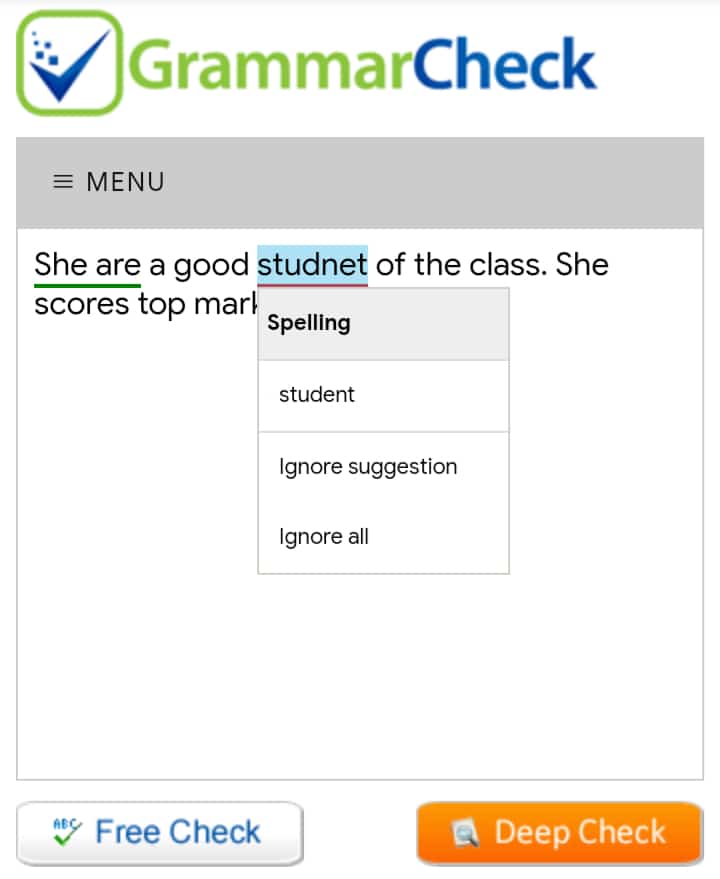 GrammarCheck
≡ MENU
She are a good studnet of the class. She
scores top
Spelling
student
Ignore suggestion
Ignore all
ABC Free Check
Deep Check